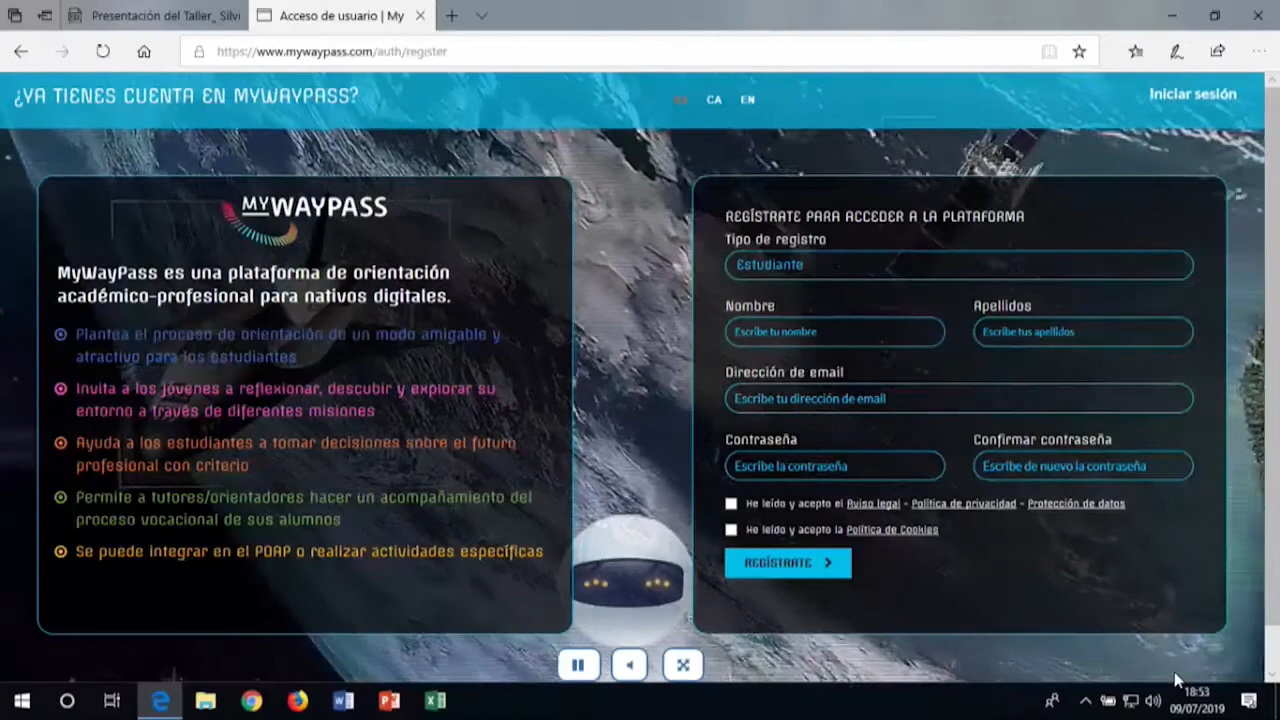 Presentación del Taller_ Silvi
Acceso de usuario | My
https://www.mywaypass.com/auth/register
¿YA TIENES CUENTA EN MYWAYPASS?
ES CA EN
Iniciar sesión
MYWAYPASS
MyWayPass es una plataforma de orientación
académico-profesional para nativos digitales.
Plantea el proceso de orientación de un modo amigable y
atractivo para los estudiantes
Invita a los jóvenes a reflexionar, descubir y explorar su
entorno a través de diferentes misiones
Ayuda a los estudiantes a tomar decisiones sobre el futuro
profesional con criterio
Permite a tutores/orientadores hacer un acompañamiento del
proceso vocacional de sus alumnos
Se puede integrar en el POAP o realizar actividades específicas
REGÍSTRATE PARA ACCEDER A LA PLATAFORMA
Tipo de registro
Estudiante
Nombre
Apellidos
Escribe tu nombre
Escribe tus apellidos
Dirección de email
Escribe tu dirección de email
Contraseña
Confirmar contraseña
Escribe la contraseña
Escribe de nuevo la contraseña
He leído y acepto el Aviso legal - Política de privacidad - Protección de datos
He leído y acepto la Política de Cookies
REGÍSTRATE
18:53
09/07/2019